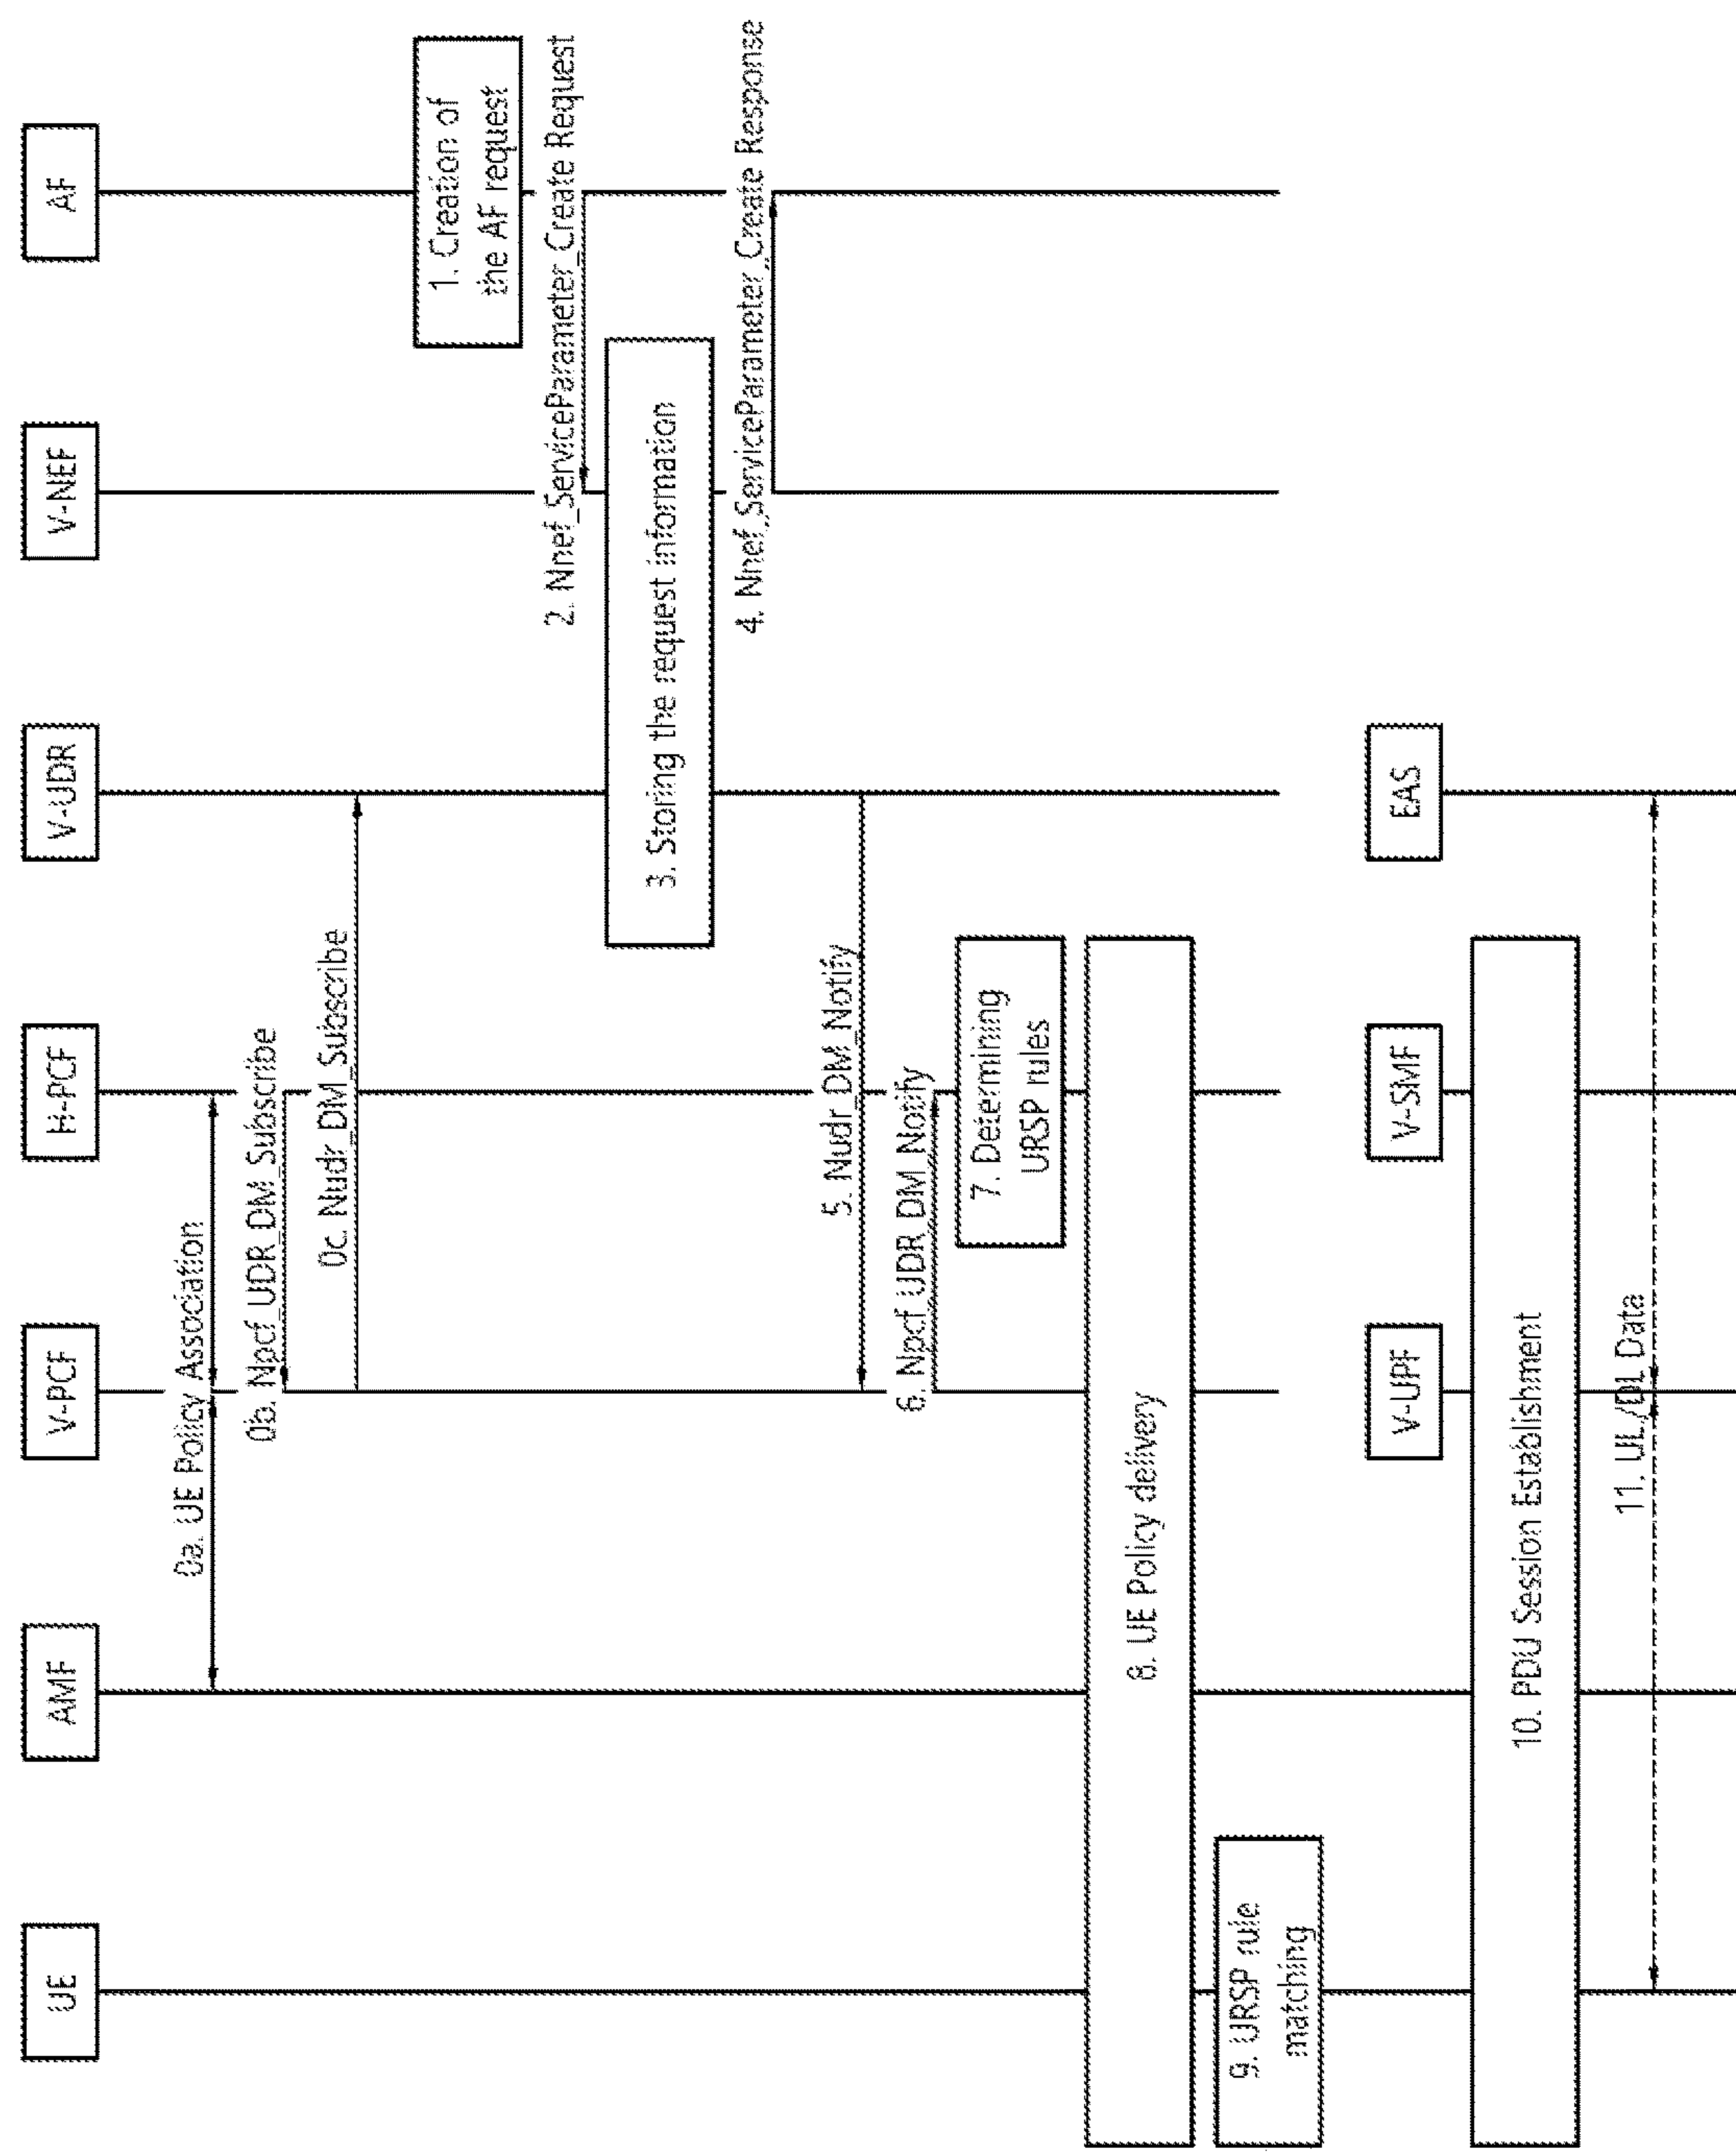 UE
AMF
V-PCF
H-PCF
V-UDR
V-NEF
AF
0a. UE Policy Association
0b. Npcf_UDR_DM_Subscribe
0c. Nudr_DM_Subscribe
1. Creation of
the AF request
2. Nnef_ServiceParameter_Create Request
3. Storing the request information
4. Nnef_ServiceParameter_Create Response
5. Nudr_DM_Notify
6. Npcf_UDR_DM_Notify
7. Determining
URSP rules
8. UE Policy delivery
9. URSP rule
matching
V-UPF
V-SMF
EAS
10. PDU Session Establishment
11. UL/DL Data